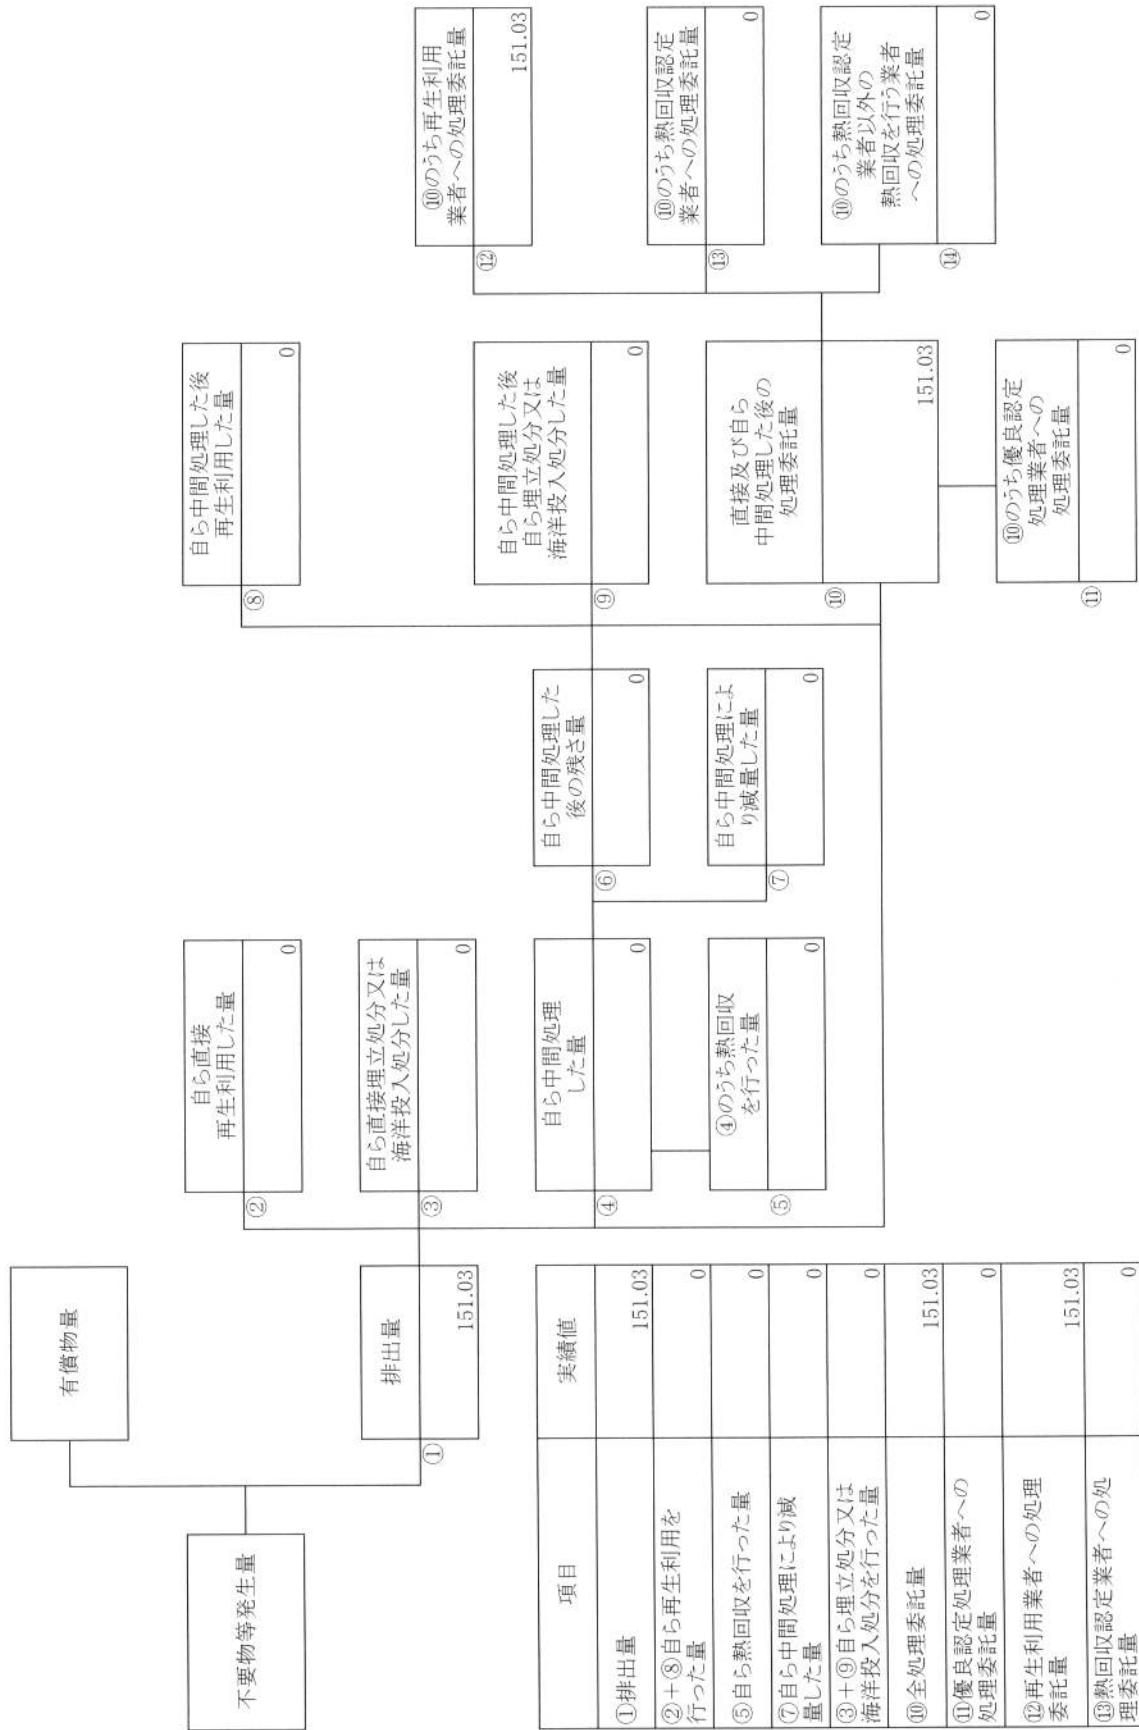 不要物等発生量
有償物量
排出量
①
151.03
自ら直接
再生利用した量
②
0
自ら直接埋立処分又は
海洋投入処分した量
③
0
自ら中間処理
した量
④
0
④のうち熱回収
を行った量
⑤
0
自ら中間処理した
後の残さ量
⑥
0
自ら中間処理によ
り減量した量
⑦
0
自ら中間処理した後
再生利用した量
⑧
0
自ら中間処理した後
自ら埋立処分又は
海洋投入処分した量
⑨
0
直接及び自ら
中間処理した後の
処理委託量
⑩
151.03
⑩のうち優良認定
処理業者への
処理委託量
⑪
0
⑩のうち再生利用
業者への処理委託量
⑫
151.03
⑩のうち熱回収認定
業者への処理委託量
⑬
0
⑩のうち熱回収認定
業者以外の
熱回収を行う業者
への処理委託量
⑭
0
項目 実績値
①排出量 151.03
②+⑧自ら再生利用を
行った量 0
⑤自ら熱回収を行った量 0
⑦自ら中間処理により減
量した量 0
③+⑨自ら埋立処分又は
海洋投入処分を行った量 0
⑩全処理委託量 151.03
⑪優良認定処理業者への
処理委託量 0
⑫再生利用業者への処理
委託量 151.03
⑬熱回収認定業者への処
理委託量 0